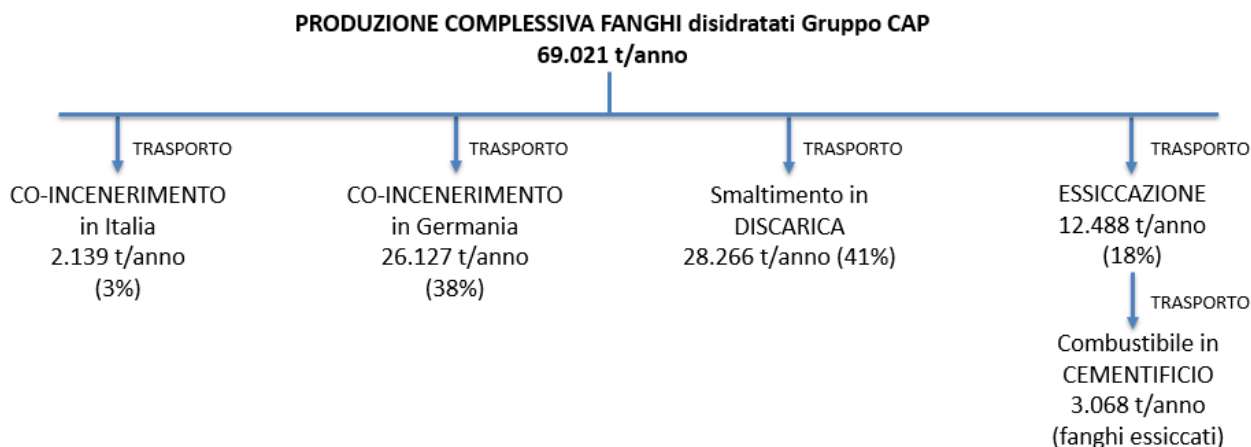 PRODUZIONE COMPLESSIVA FANGHI disidratati Gruppo CAP
69.021 t/anno
TRASPORTO
CO-INCENERIMENTO
in Italia
2.139 t/anno
(3%)
TRASPORTO
CO-INCENERIMENTO
in Germania
26.127 t/anno
(38%)
TRASPORTO
Smaltimento in
DISCARICA
28.266 t/anno (41%)
TRASPORTO
ESSICCAZIONE
12.488 t/anno
(18%)
TRASPORTO
Combustibile in
CEMENTIFICIO
3.068 t/anno
(fanghi essiccati)